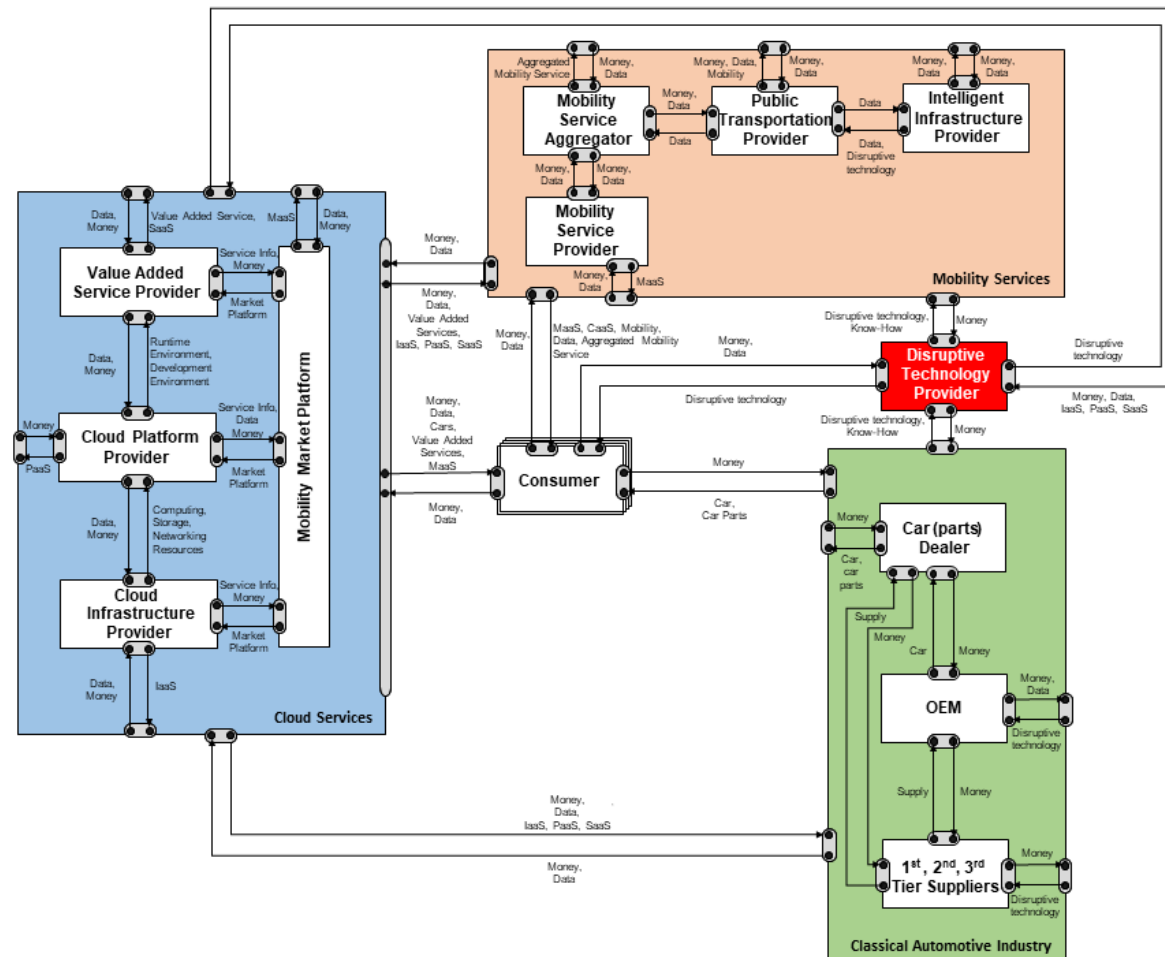 Aggregated
Mobility Service
Money,
Data
Money, Data,
Mobility
Money,
Data
Money,
Data
Money,
Data
Mobility
Service
Aggregator
Money,
Data
Data
Public
Transportation
Provider
Data
Data,
Disruptive
technology
Intelligent
Infrastructure
Provider
Money,
Data
Money,
Data
Mobility
Service
Provider
Money,
Data
MaaS
Mobility Services
Data,
Money
Value Added Service,
SaaS
MaaS
Data,
Money
Value Added
Service Provider
Service Info,
Money
Market
Platform
Data,
Money
Runtime
Environment,
Development
Environment
Mobility Market Platform
Money
PaaS
Cloud Platform
Provider
Service Info,
Data
Money
Market
Platform
Data,
Money
Computing,
Storage,
Networking
Resources
Cloud
Infrastructure
Provider
Service Info,
Money
Market
Platform
Data,
Money
IaaS
Cloud Services
Money,
Data
Money,
Data,
Value Added
Services,
IaaS, PaaS, SaaS
Money,
Data
MaaS, CaaS, Mobility,
Data, Aggregated Mobility
Service
Money,
Data
Disruptive technology
Disruptive technology,
Know-How
Money
Disruptive
Technology
Provider
Disruptive
technology
Money, Data,
IaaS, PaaS, SaaS
Disruptive technology,
Know-How
Money
Money,
Data,
Cars,
Value Added
Services,
MaaS
Money,
Data
Consumer
Money
Car,
Car Parts
Money
Car,
car
parts
Car (parts)
Dealer
Supply
Money
Car
Money
OEM
Money,
Data
Disruptive
technology
Supply
Money
1st, 2nd, 3rd
Tier Suppliers
Money
Disruptive
technology
Classical Automotive Industry
Money,
Data,
IaaS, PaaS, SaaS
Money,
Data